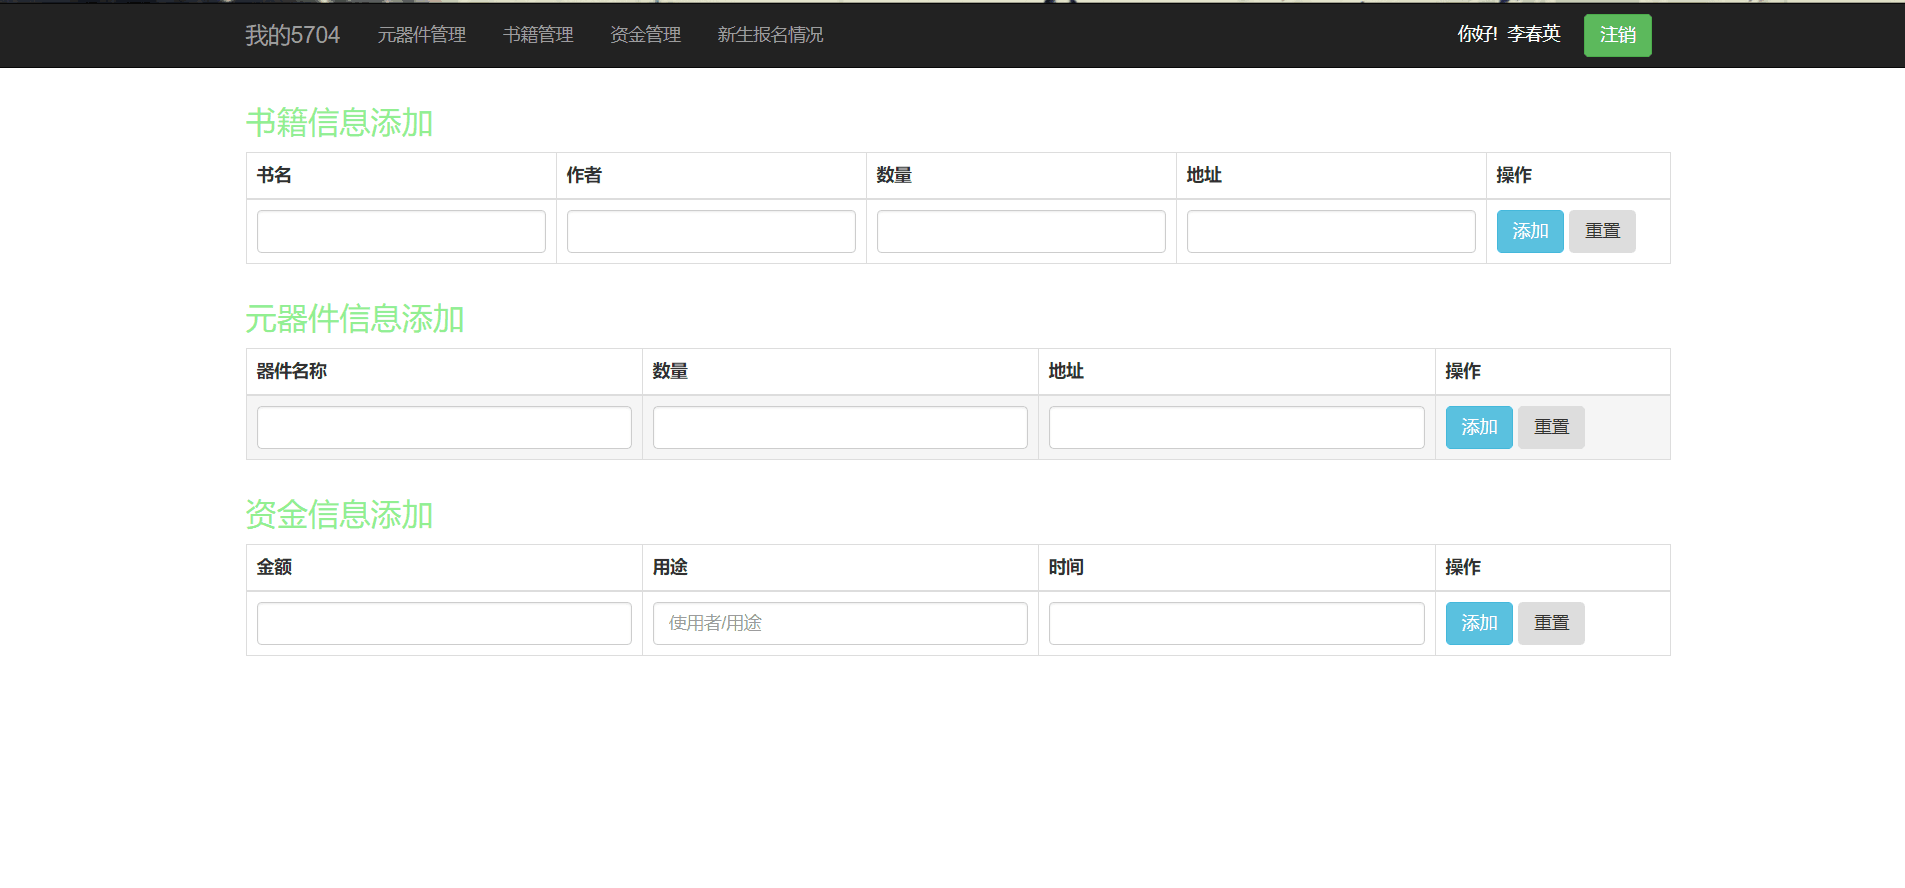 我的5704 元器件管理 书籍管理 资金管理 新生报名情况 你好! 李春英 注销
书籍信息添加
书名 作者 数量 地址 操作
添加 重置
元器件信息添加
器件名称 数量 地址 操作
添加 重置
资金信息添加
金额 用途 时间 操作
使用者/用途 添加 重置